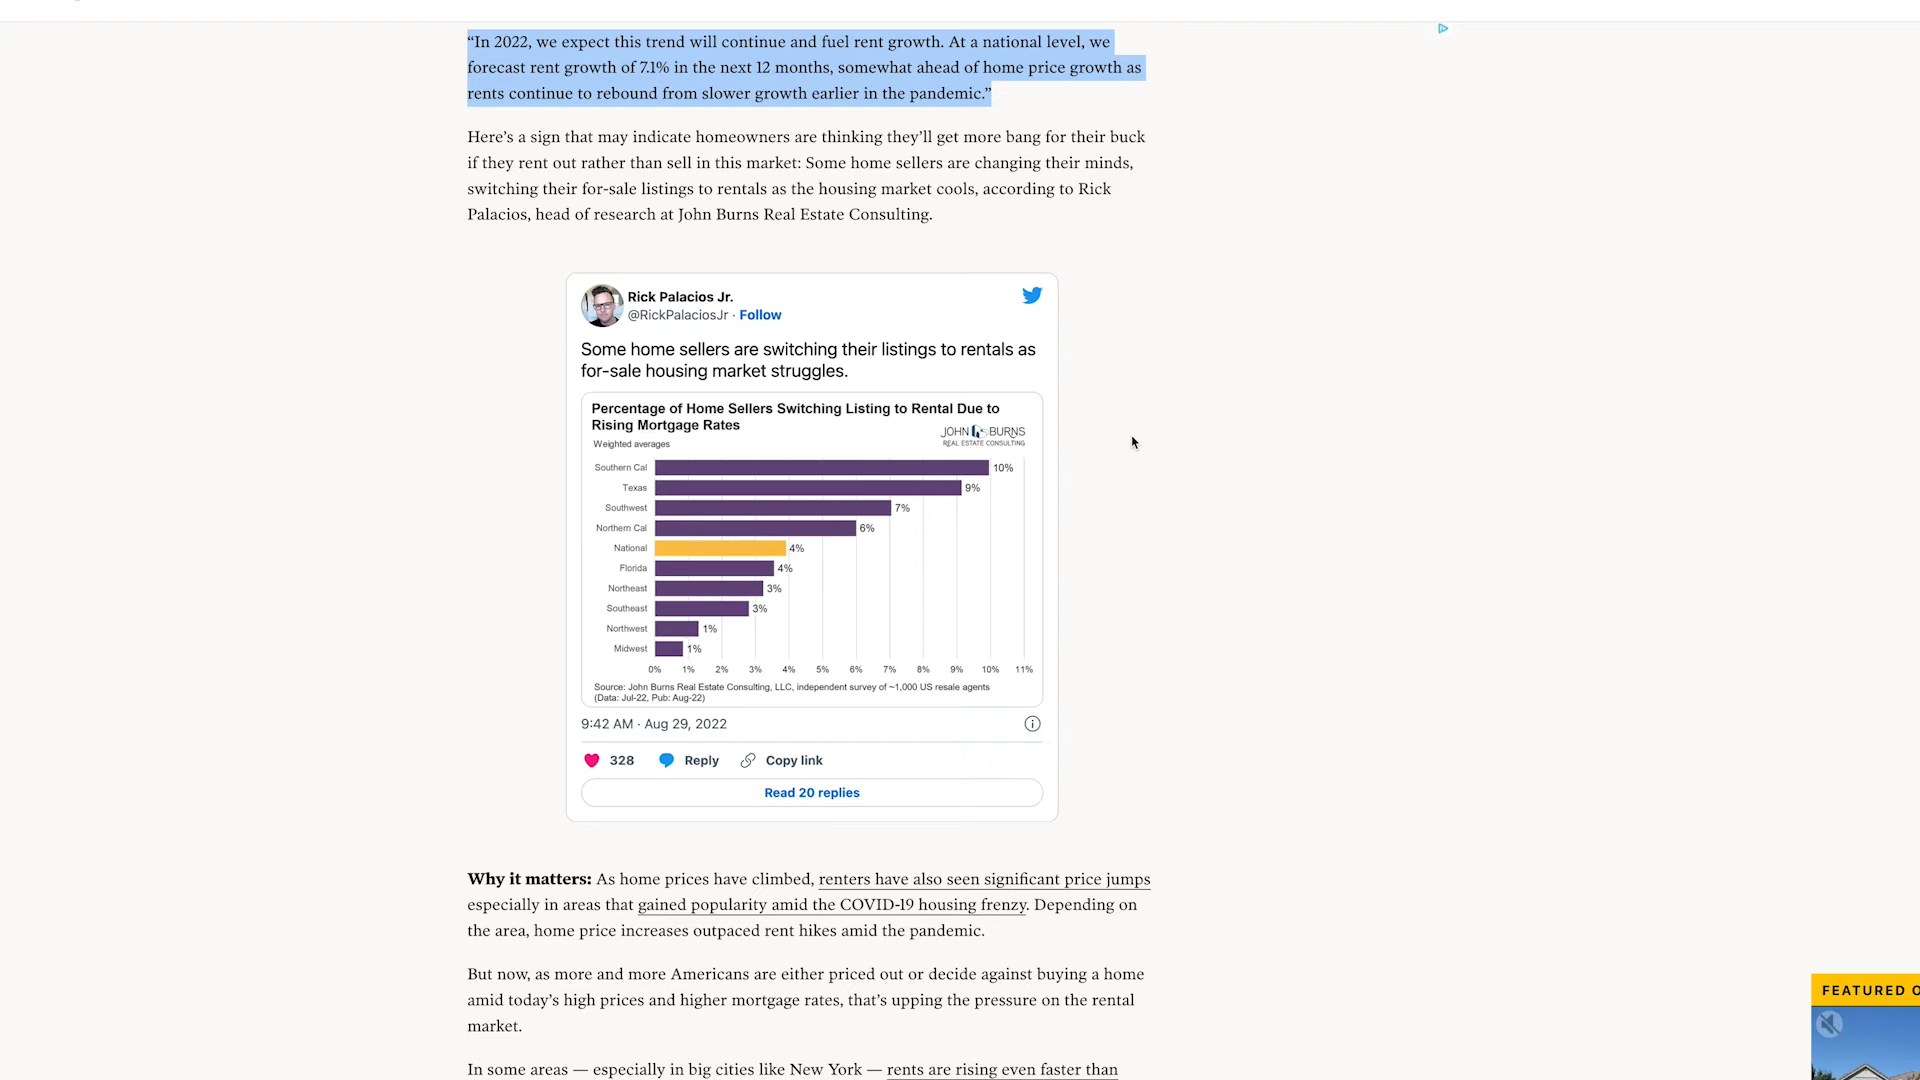 “In 2022, we expect this trend will continue and fuel rent growth. At a national level, we
forecast rent growth of 7.1% in the next 12 months, somewhat ahead of home price growth as
rents continue to rebound from slower growth earlier in the pandemic.”
Here’s a sign that may indicate homeowners are thinking they’ll get more bang for their buck
if they rent out rather than sell in this market: Some home sellers are changing their minds,
switching their for-sale listings to rentals as the housing market cools, according to Rick
Palacios, head of research at John Burns Real Estate Consulting.
Rick Palacios Jr.
@RickPalaciosJr · Follow
Some home sellers are switching their listings to rentals as
for-sale housing market struggles.
Percentage of Home Sellers Switching Listing to Rental Due to
Rising Mortgage Rates
Weighted averages
JOHN BURNS
REAL ESTATE CONSULTING
Southern Cal 10%
Texas 9%
Southwest 7%
Northern Cal 6%
National 4%
Florida 4%
Northeast 3%
Southeast 3%
Northwest 1%
Midwest 1%
0% 1% 2% 3% 4% 5% 6% 7% 8% 9% 10% 11%
Source: John Burns Real Estate Consulting, LLC, independent survey of ~1,000 US resale agents
(Data: Jul-22, Pub: Aug-22)
9:42 AM · Aug 29, 2022
328 Reply Copy link
Read 20 replies
Why it matters: As home prices have climbed, renters have also seen significant price jumps
especially in areas that gained popularity amid the COVID-19 housing frenzy. Depending on
the area, home price increases outpaced rent hikes amid the pandemic.
But now, as more and more Americans are either priced out or decide against buying a home
amid today’s high prices and higher mortgage rates, that’s upping the pressure on the rental
market.
FEATURED O
In some areas — especially in big cities like New York — rents are rising even faster than